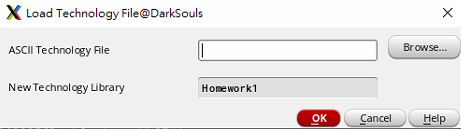 Load Technology File@DarkSouls
ASCII Technology File
Browse...
New Technology Library
Homework1
OK
Cancel
Help